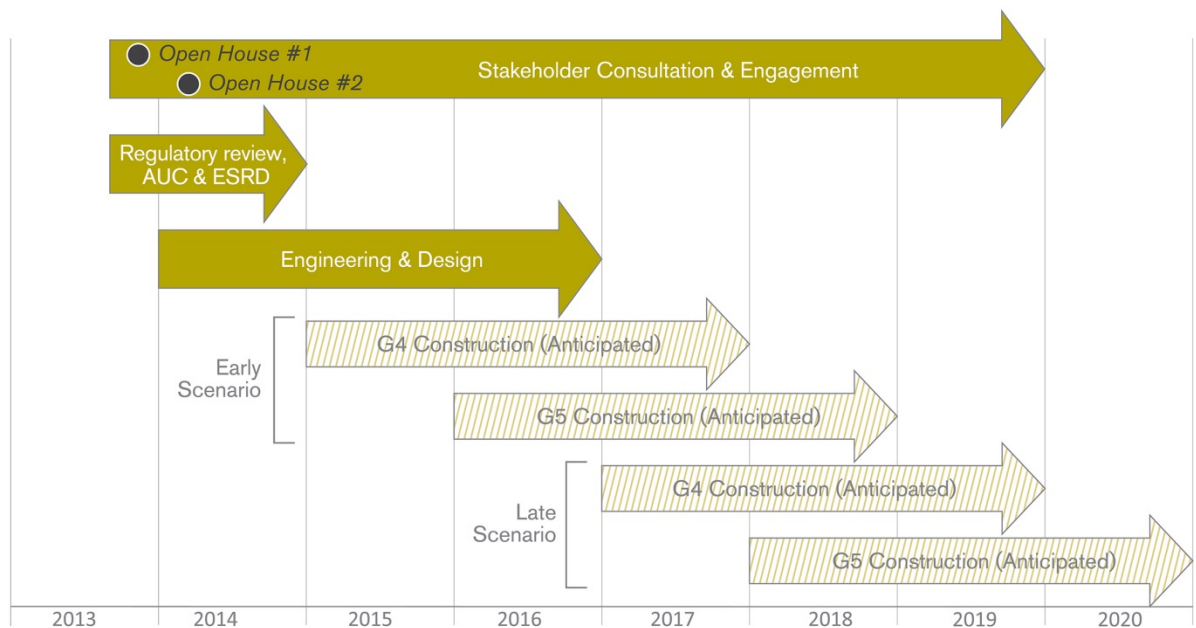 Open House #1
Stakeholder Consultation & Engagement
Open House #2
Regulatory review,
AUC & ESRD
Engineering & Design
Early
Scenario
G4 Construction (Anticipated)
G5 Construction (Anticipated)
Late
Scenario
G4 Construction (Anticipated)
G5 Construction (Anticipated)
2013 2014 2015 2016 2017 2018 2019 2020